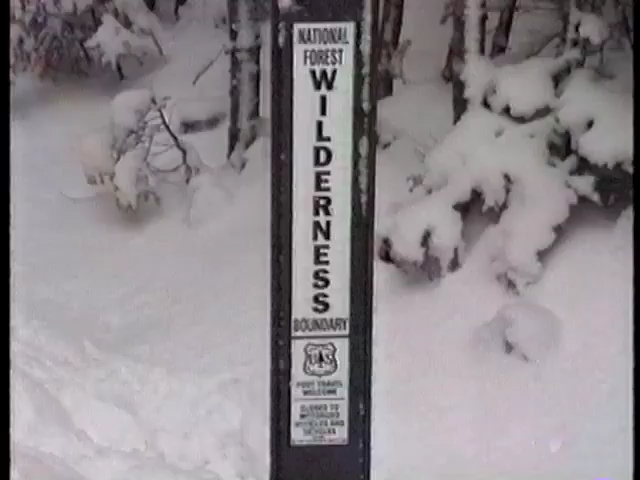 NATIONAL
FOREST
WILDERNESS
BOUNDARY
U S
FOOT TRAVEL
WELCOME
CLOSED TO
MOTORIZED
VEHICLES AND
BICYCLES